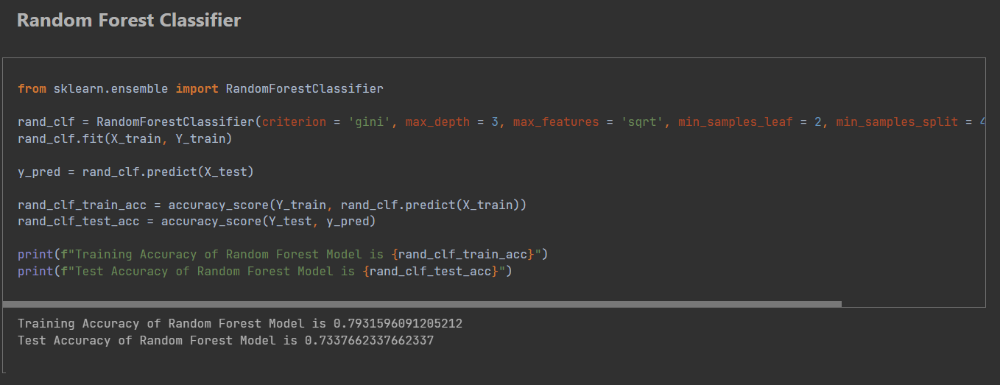 Random Forest Classifier
from sklearn.ensemble import RandomForestClassifier
rand_clf = RandomForestClassifier(criterion = 'gini', max_depth = 3, max_features = 'sqrt', min_samples_leaf = 2, min_samples_split = 4
rand_clf.fit(X_train, Y_train)
y_pred = rand_clf.predict(X_test)
rand_clf_train_acc = accuracy_score(Y_train, rand_clf.predict(X_train))
rand_clf_test_acc = accuracy_score(Y_test, y_pred)
print(f"Training Accuracy of Random Forest Model is {rand_clf_train_acc}")
print(f"Test Accuracy of Random Forest Model is {rand_clf_test_acc}")
Training Accuracy of Random Forest Model is 0.7931596091205212
Test Accuracy of Random Forest Model is 0.7337662337662337